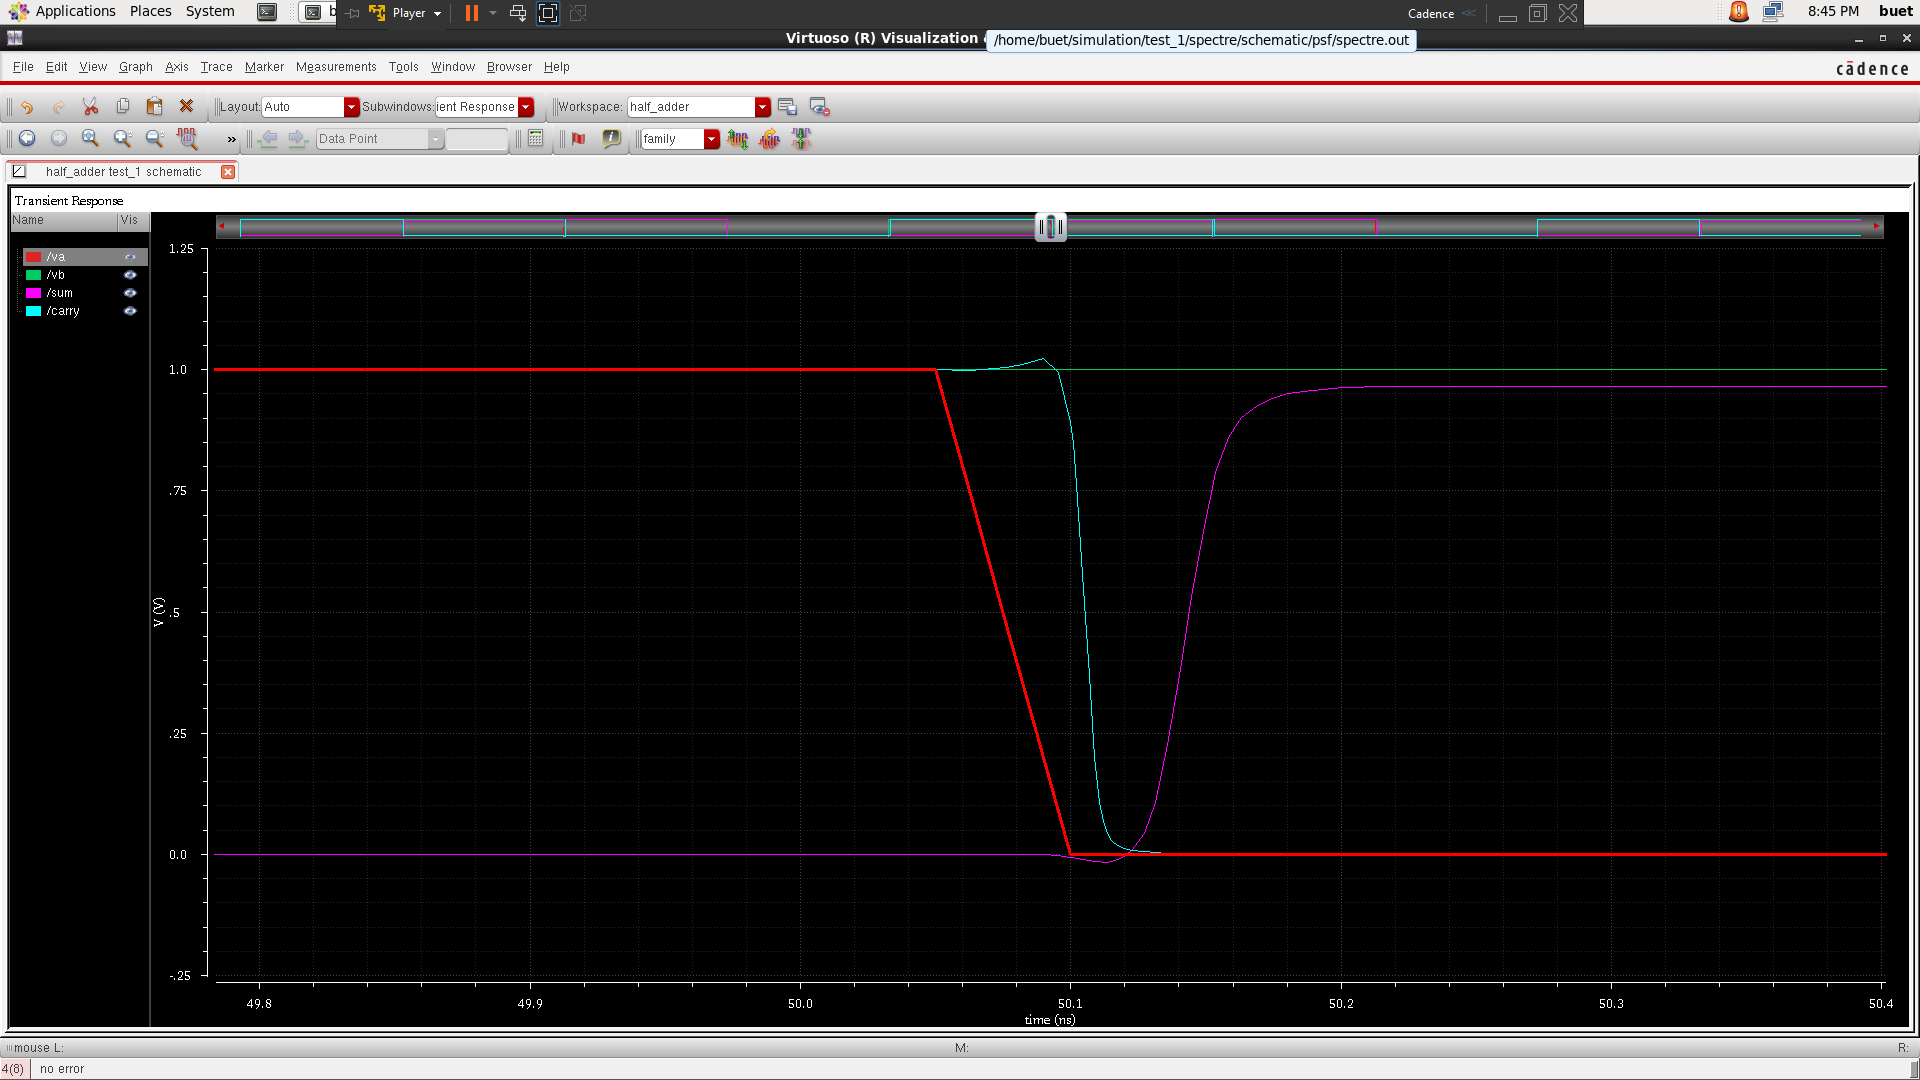 Applications Places System b Player Cadence 8:45 PM buet
Virtuoso (R) Visualization
/home/buet/simulation/test_1/spectre/schematic/psf/spectre.out
File Edit View Graph Axis Trace Marker Measurements Tools Window Browser Help
cādence
Layout: Auto Subwindows: ient Response Workspace: half_adder
» Data Point family
half_adder test_1 schematic
Transient Response
Name Vis
/va
/vb
/sum
/carry
1.25
1.0
.75
V (V)
.5
.25
0.0
-.25
49.8 49.9 50.0 50.1 50.2 50.3 50.4
time (ns)
mouse L: M: R:
4(8) no error